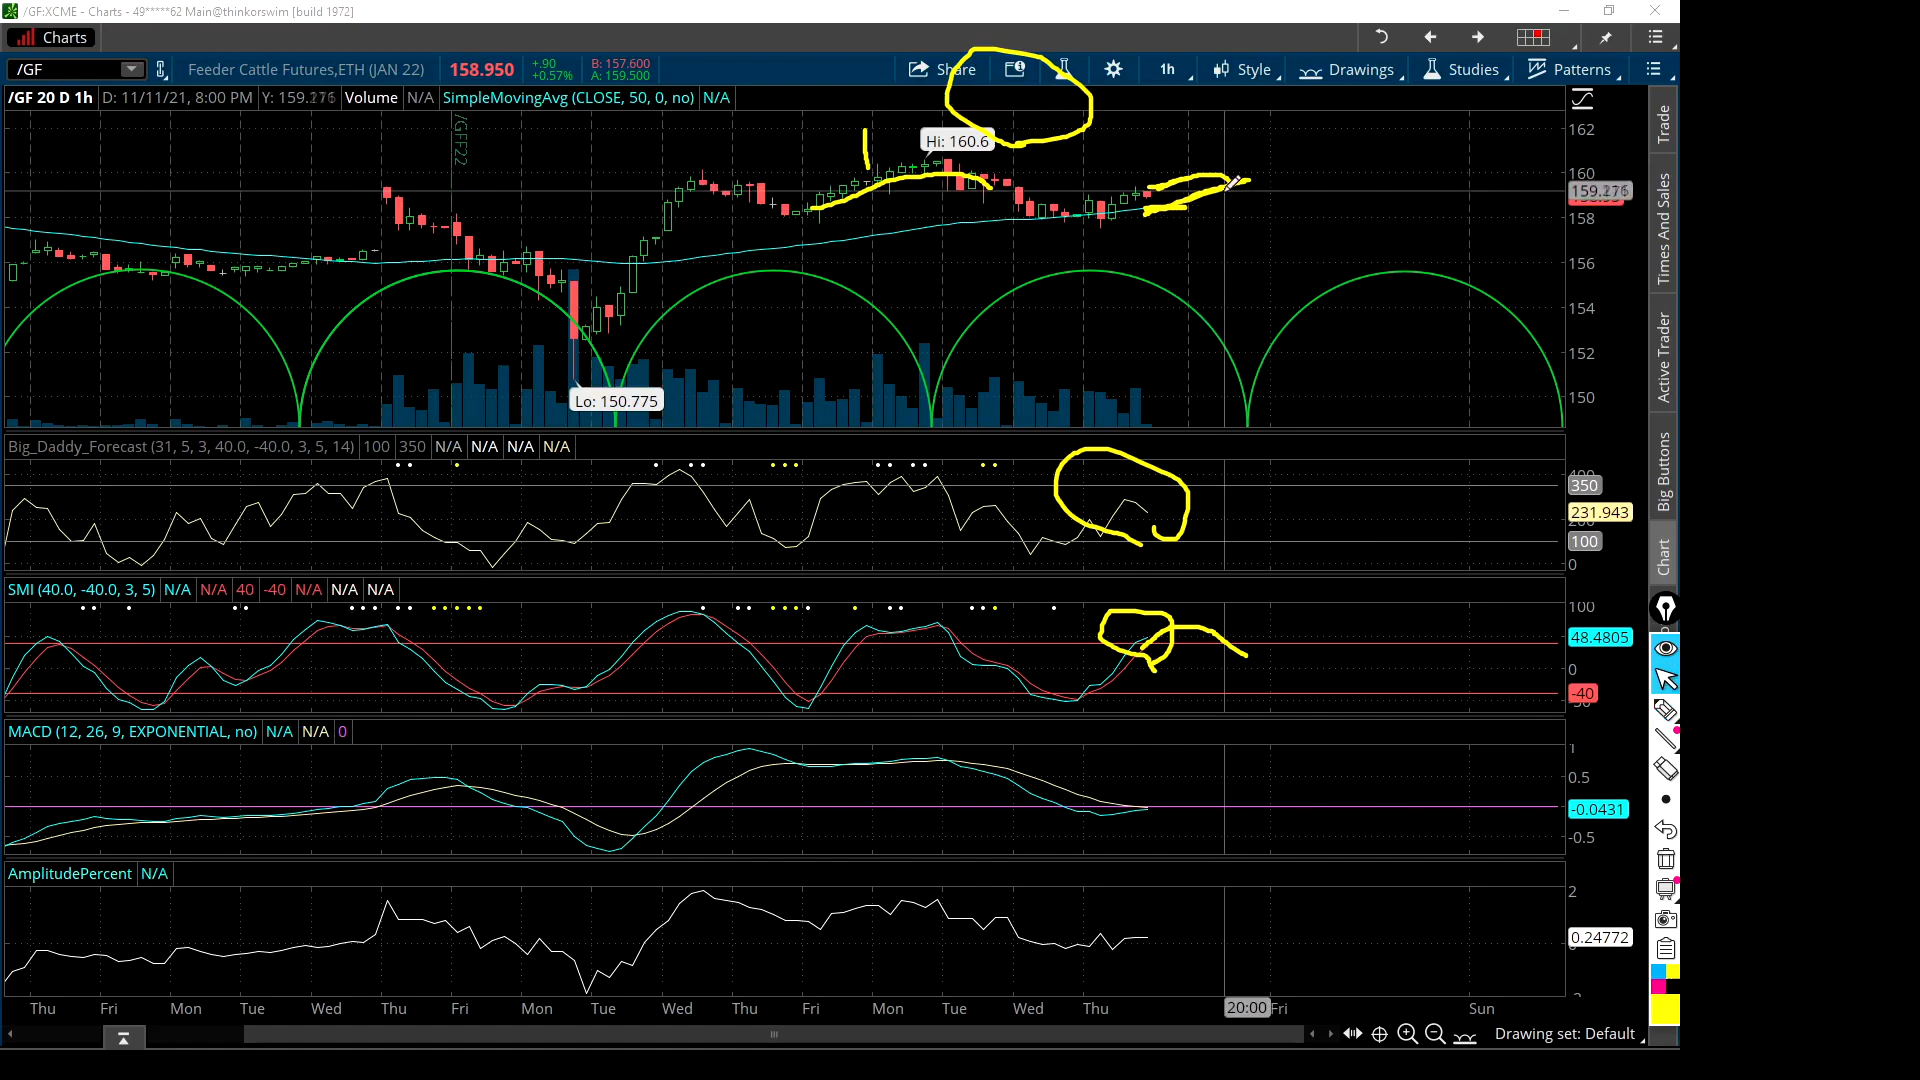 /GF:XCME - Charts - 49*****62 Main@thinkorswim [build 1972]
Charts
/GF Feeder Cattle Futures,ETH (JAN 22) 158.950 +.90 +0.57% B: 157.600 A: 159.500 Share 1h Style Drawings Studies Patterns
/GF 20 D 1h D: 11/11/21, 8:00 PM Y: 159.276 Volume N/A SimpleMovingAvg (CLOSE, 50, 0, no) N/A
/GFF22
Hi: 160.6
Lo: 150.775
162
160
159.276
158
156
154
152
150
Big_Daddy_Forecast (31, 5, 3, 40.0, -40.0, 3, 5, 14) 100 350 N/A N/A N/A N/A
400
350
231.943
100
0
SMI (40.0, -40.0, 3, 5) N/A N/A 40 -40 N/A N/A N/A
100
48.4805
0
-40
MACD (12, 26, 9, EXPONENTIAL, no) N/A N/A 0
1
0.5
-0.0431
-0.5
AmplitudePercent N/A
2
0.24772
Thu Fri Mon Tue Wed Thu Fri Mon Tue Wed Thu Fri Mon Tue Wed Thu 20:00 Fri Sun
Drawing set: Default
Trade
Times And Sales
Active Trader
Big Buttons
Chart